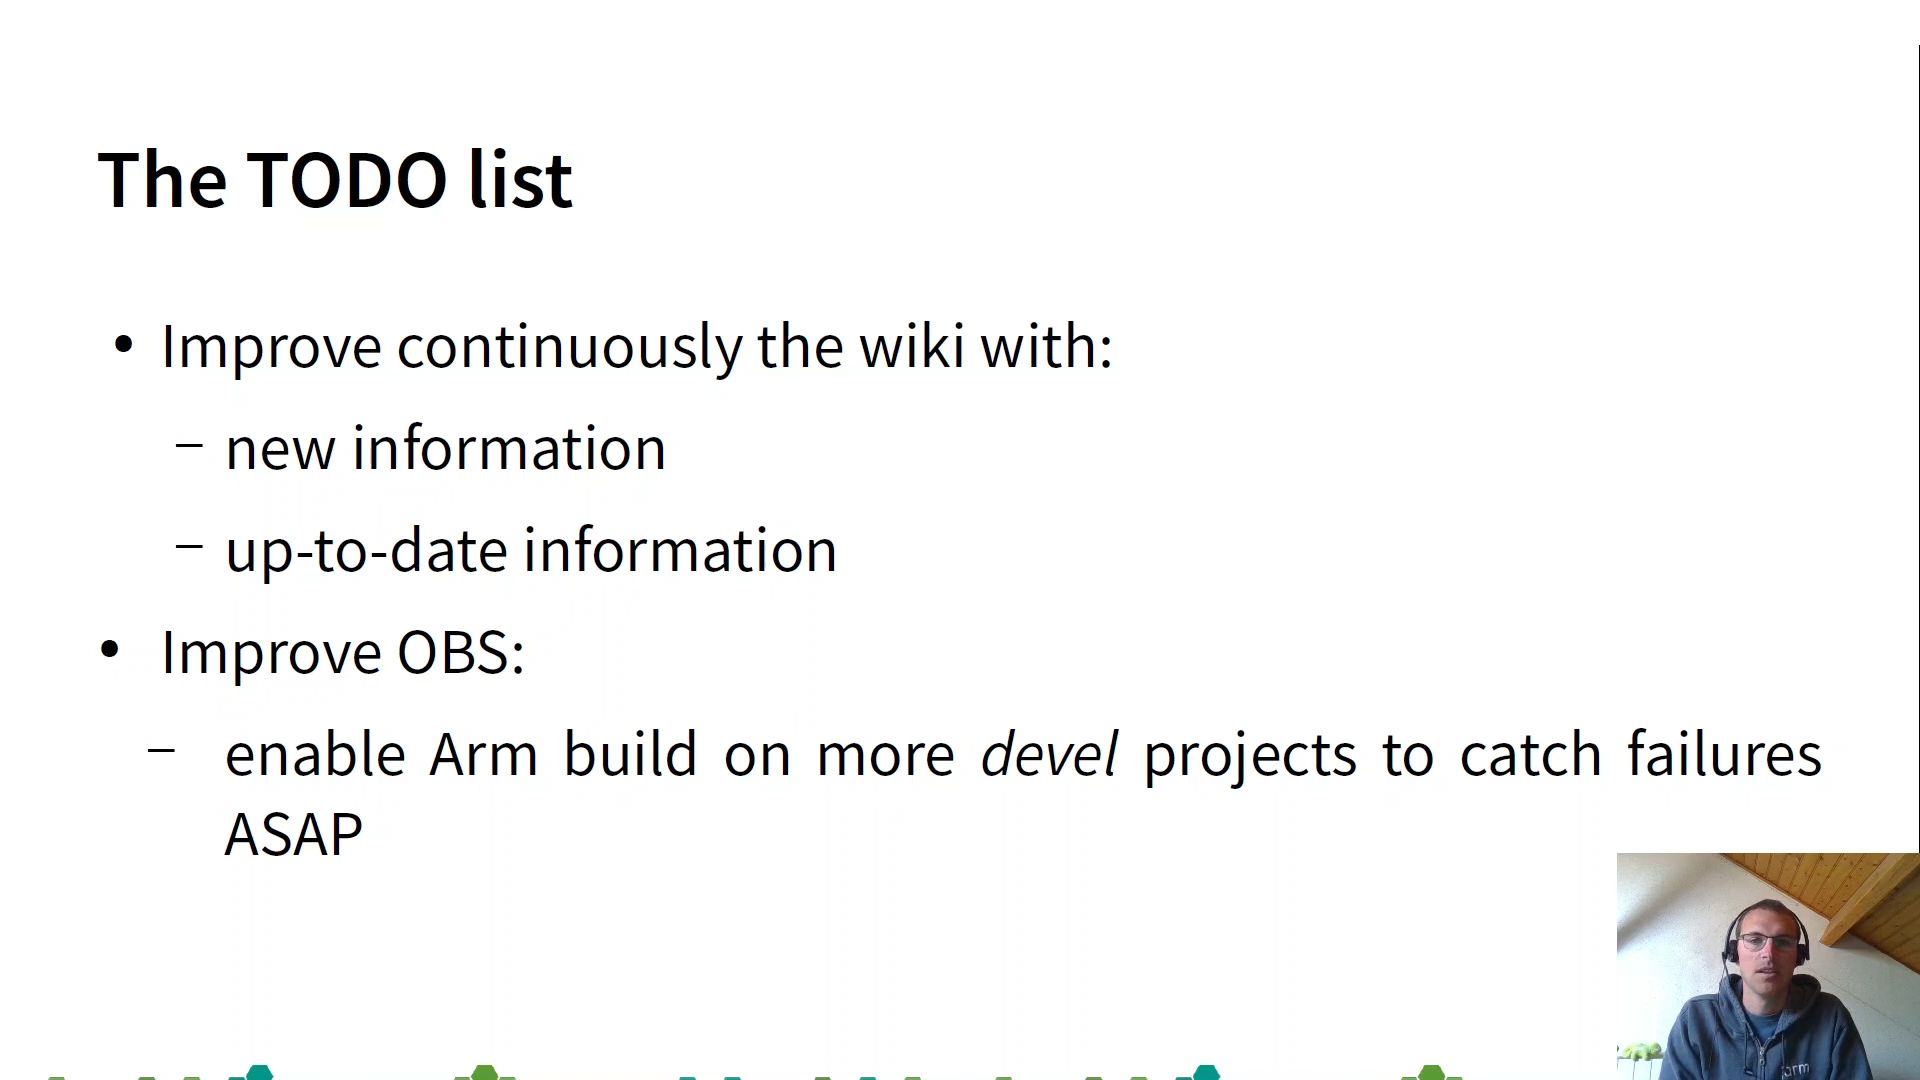 The TODO list
• Improve continuously the wiki with:
– new information
– up-to-date information
• Improve OBS:
– enable Arm build on more devel projects to catch failures
ASAP
arm